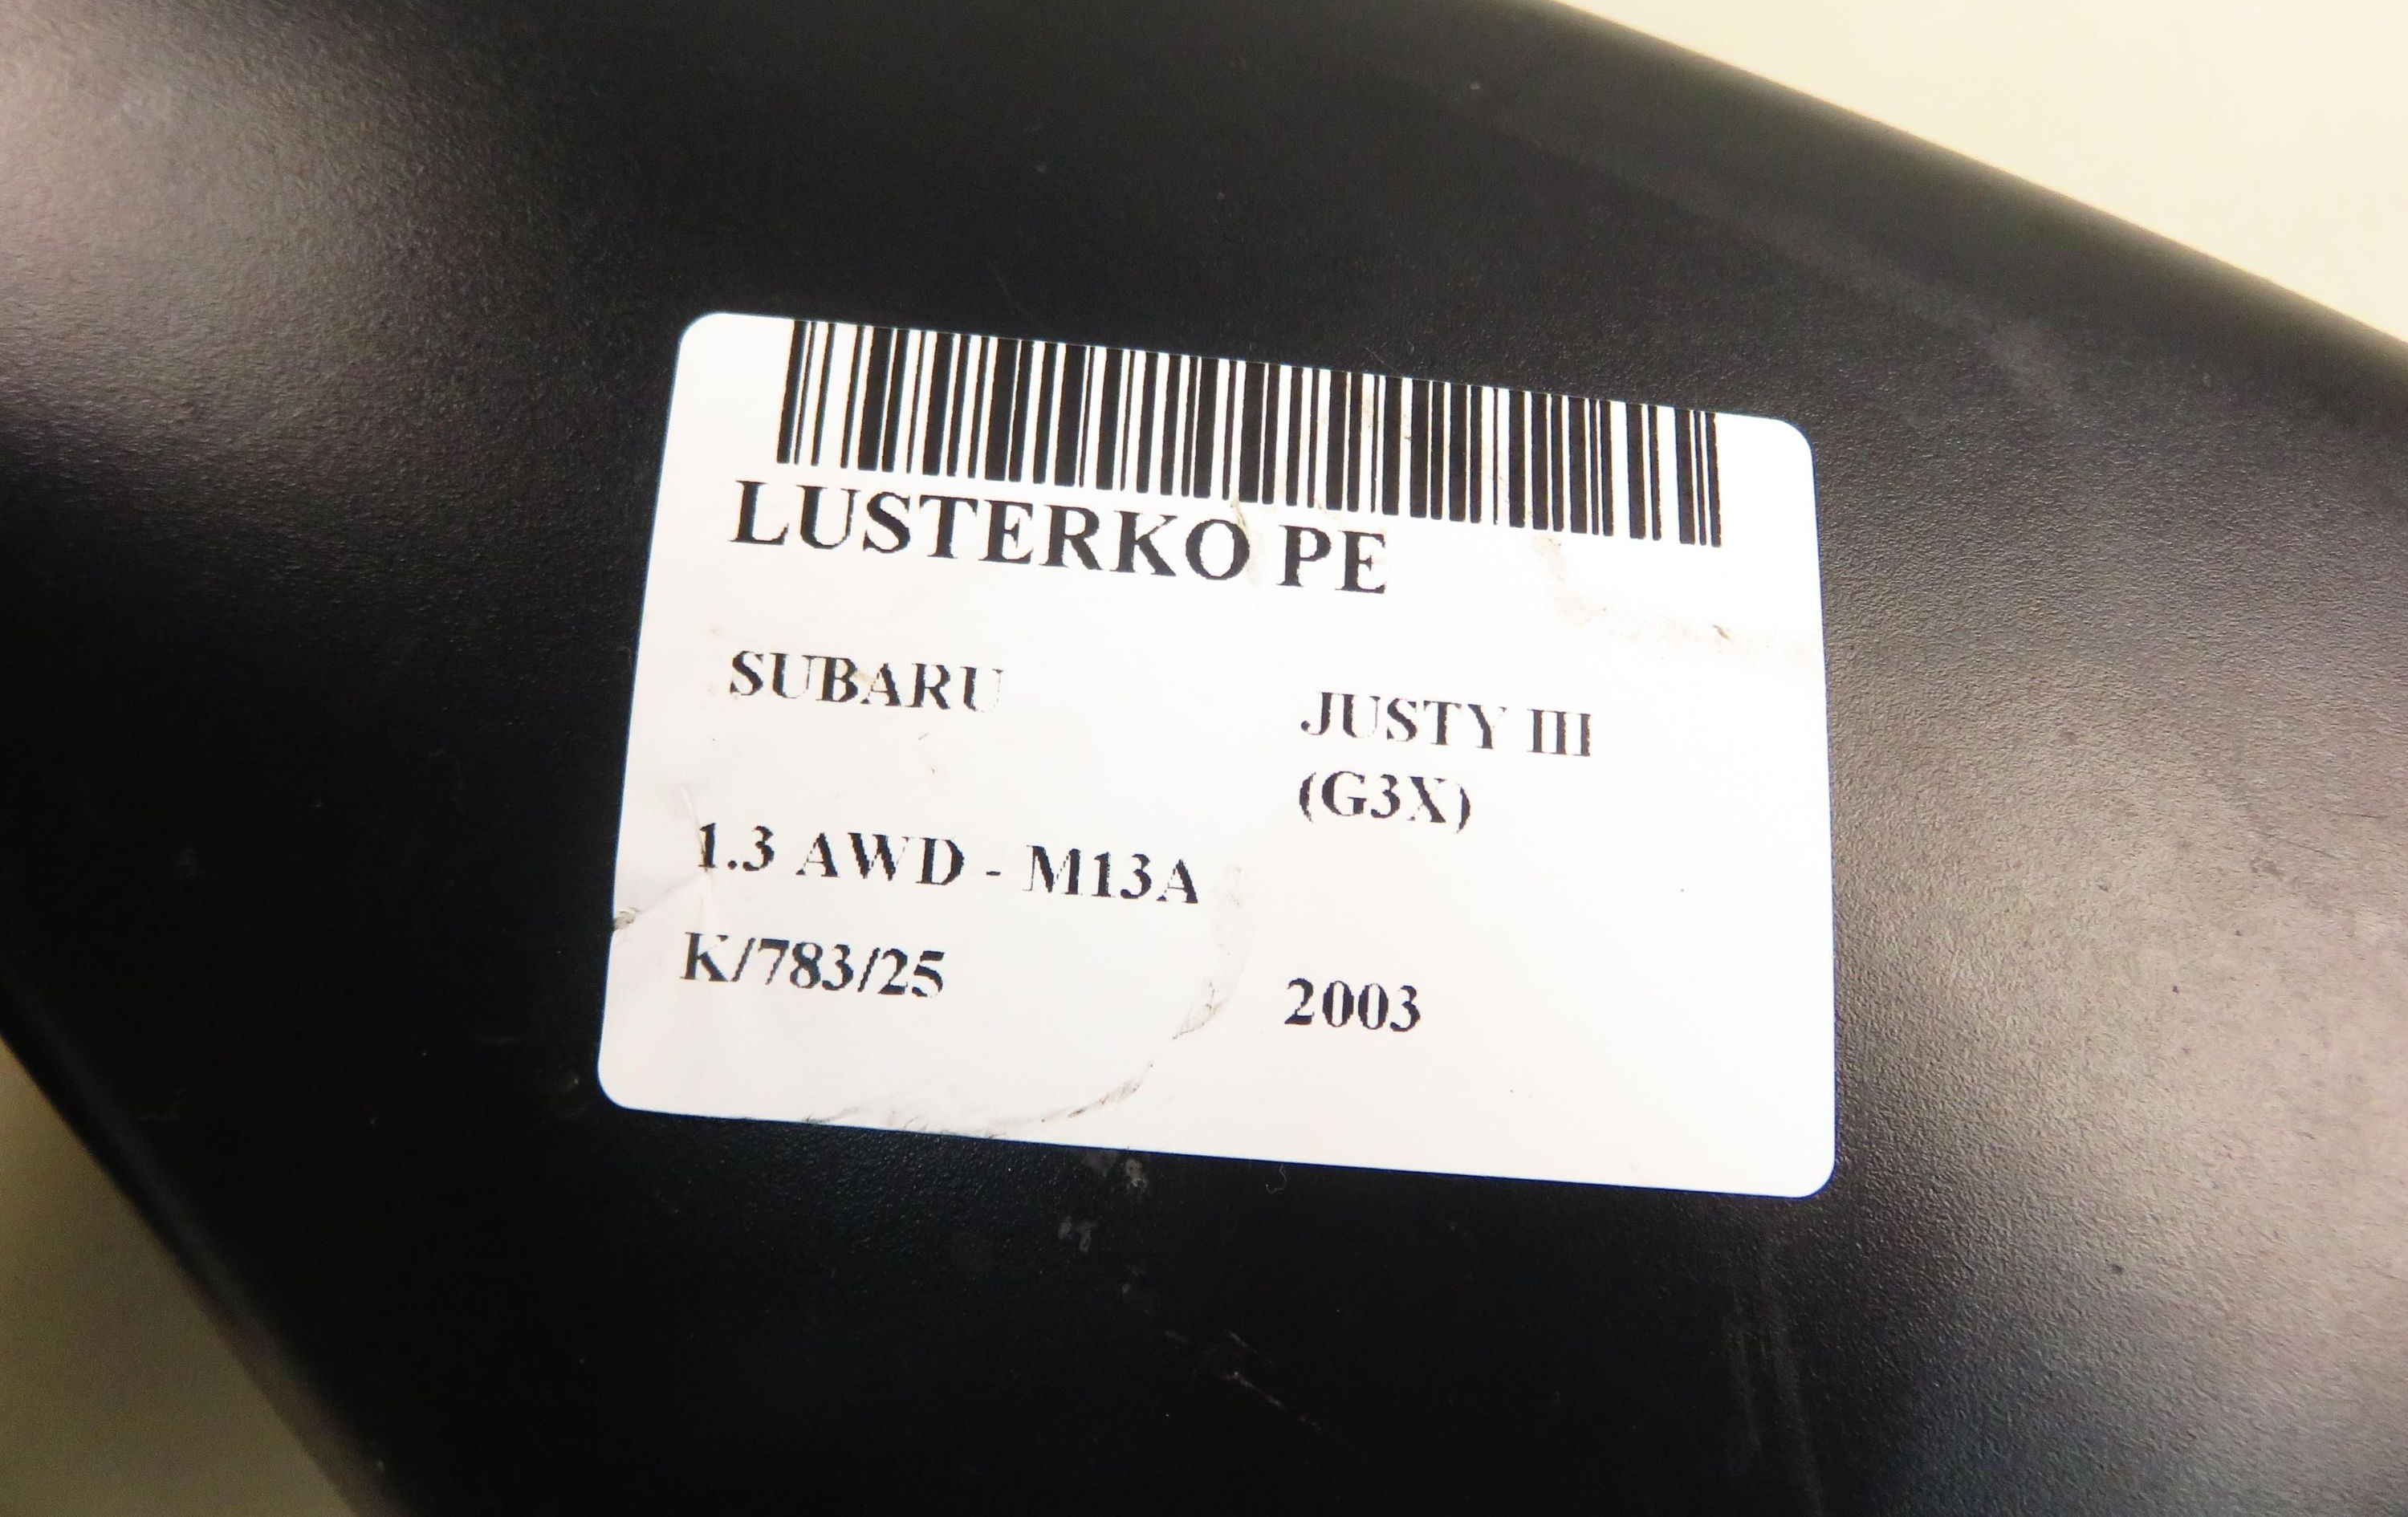 LUSTERKO PE
SUBARU
JUSTY III
(G3X)
1.3 AWD - M13A
K/783/25
2003